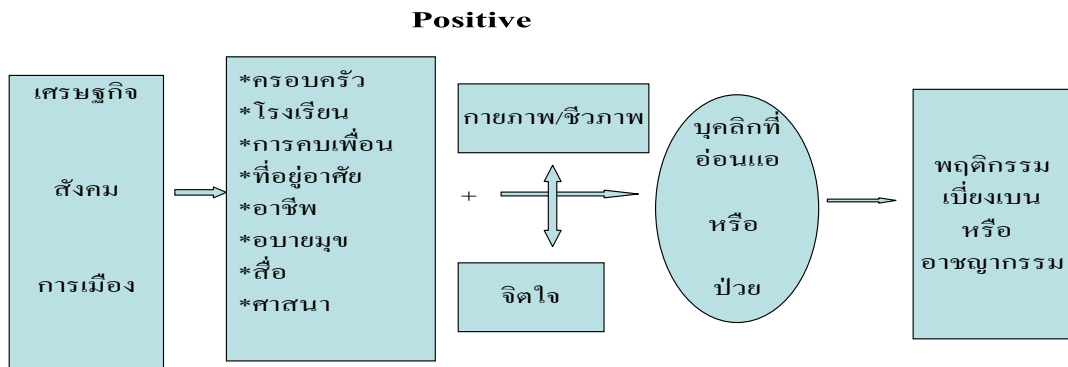 Positive
เศรษฐกิจ
สังคม
การเมือง
*ครอบครัว
*โรงเรียน
*การคบเพื่อน
*ที่อยู่อาศัย
*อาชีพ
*อบายมุข
*สื่อ
*ศาสนา
+
กายภาพ/ชีวภาพ
จิตใจ
บุคลิกที่
อ่อนแอ
หรือ
ป่วย
พฤติกรรม
เบี่ยงเบน
หรือ
อาชญากรรม